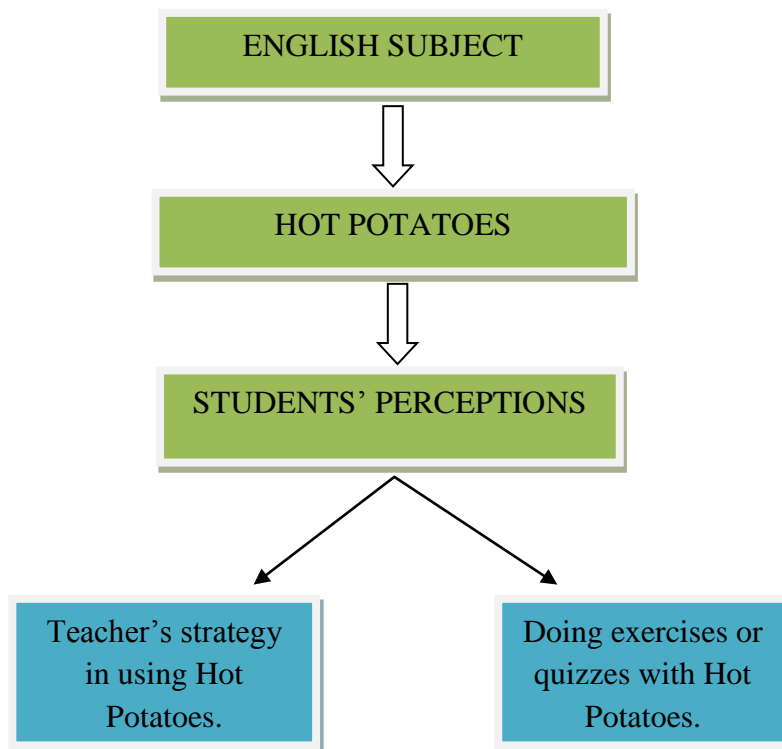 ENGLISH SUBJECT
HOT POTATOES
STUDENTS’ PERCEPTIONS
Teacher’s strategy
in using Hot
Potatoes.
Doing exercises or
quizzes with Hot
Potatoes.